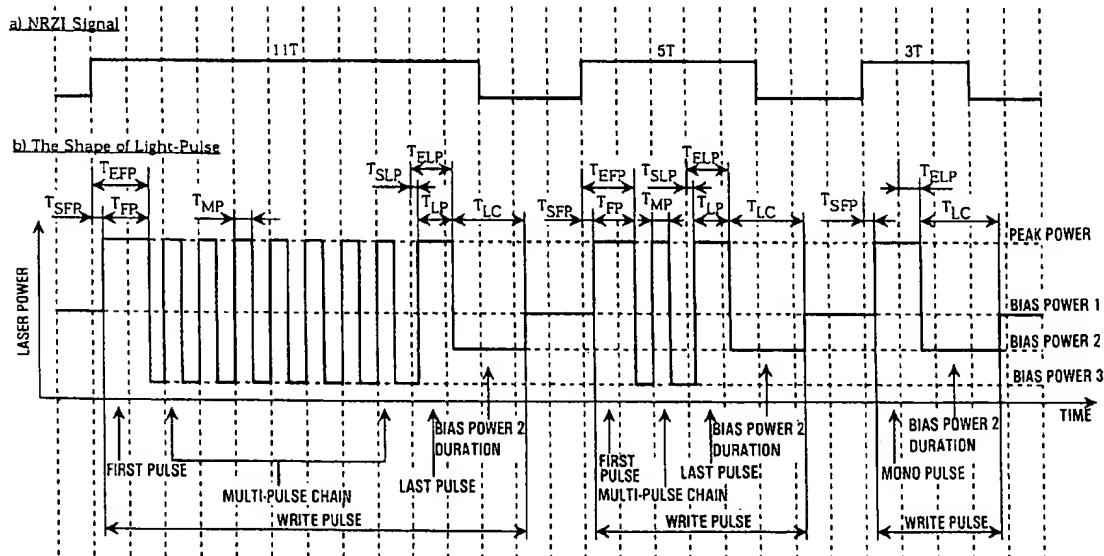 a) NRZI Signal
11T
5T
3T
b) The Shape of Light-Pulse
TEFP
TSFP
TFP
TMP
TSLP
TELP
TLP
TLC
TSFP
TEFP
TFP
TMP
TSLP
TELP
TLP
TLC
TSFP
TELP
TLC
PEAK POWER
BIAS POWER 1
BIAS POWER 2
BIAS POWER 3
LASER POWER
TIME
FIRST PULSE
MULTI-PULSE CHAIN
LAST PULSE
BIAS POWER 2
DURATION
WRITE PULSE
FIRST
PULSE
MULTI-PULSE CHAIN
LAST PULSE
BIAS POWER 2
DURATION
WRITE PULSE
MONO PULSE
BIAS POWER 2
DURATION
WRITE PULSE